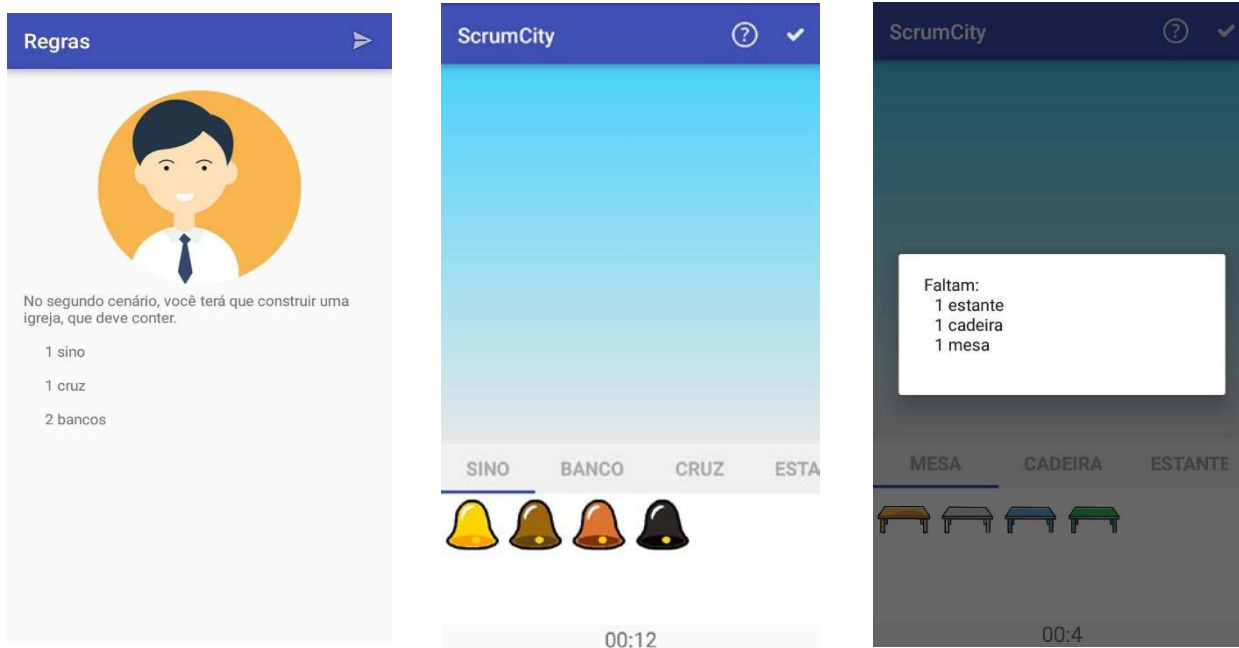 Regras
No segundo cenário, você terá que construir uma
igreja, que deve conter.
1 sino
1 cruz
2 bancos
ScrumCity
?
SINO BANCO CRUZ ESTA
00:12
ScrumCity
?
Faltam:
1 estante
1 cadeira
1 mesa
MESA CADEIRA ESTANTE
00:4